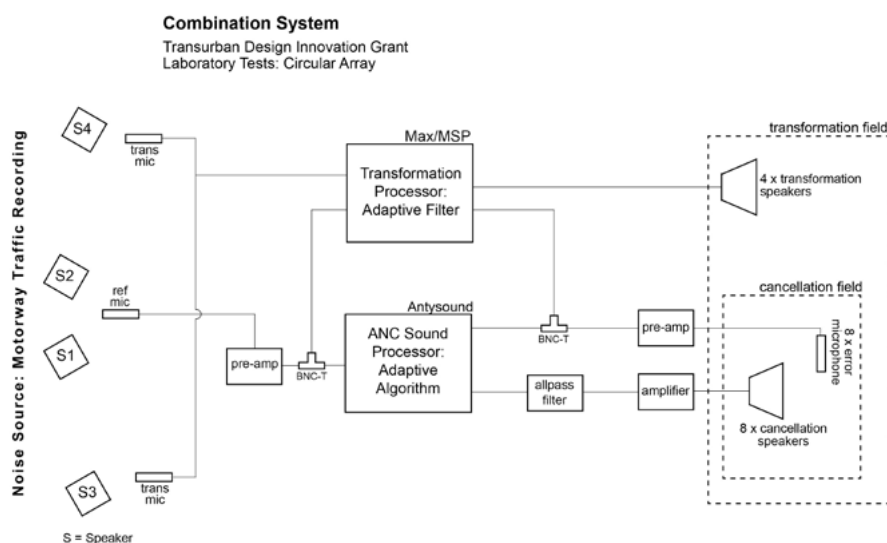 Combination System
Transurban Design Innovation Grant
Laboratory Tests: Circular Array
Noise Source: Motorway Traffic Recording
S4
trans
mic
S2
ref
mic
S1
S3
trans
mic
S = Speaker
pre-amp
BNC-T
Max/MSP
Transformation
Processor:
Adaptive Filter
Antysound
ANC Sound
Processor:
Adaptive
Algorithm
BNC-T
pre-amp
allpass
filter
amplifier
transformation field
4 x transformation
speakers
cancellation field
8 x error
microphone
8 x cancellation
speakers